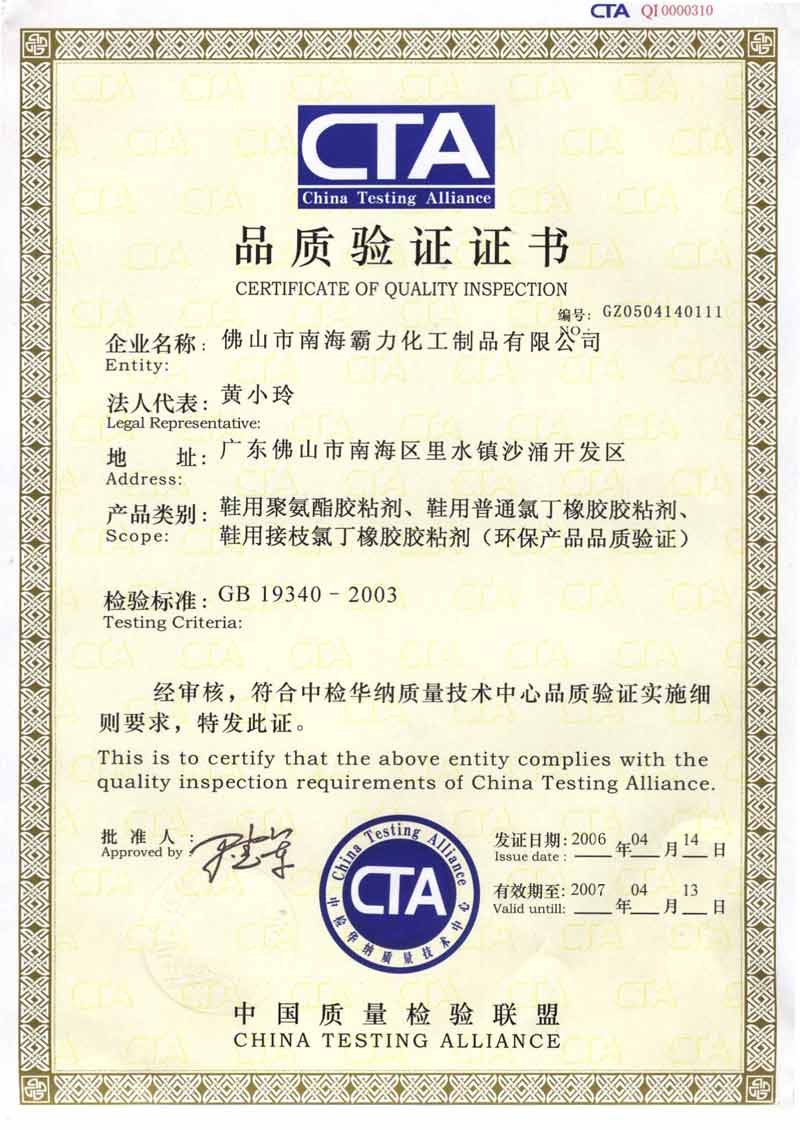 CTA QI0000310
CTA
China Testing Alliance
品质验证证书
CERTIFICATE OF QUALITY INSPECTION
编号: GZ0504140111
NO.:
企业名称: 佛山市南海霸力化工制品有限公司
Entity:
法人代表: 黄小玲
Legal Representative:
地 址: 广东佛山市南海区里水镇沙涌开发区
Address:
产品类别: 鞋用聚氨酯胶粘剂、鞋用普通氯丁橡胶胶粘剂、
Scope: 鞋用接枝氯丁橡胶胶粘剂(环保产品品质验证)
检验标准: GB 19340-2003
Testing Criteria:
经审核,符合中检华纳质量技术中心品质验证实施细
则要求,特发此证。
This is to certify that the above entity complies with the
quality inspection requirements of China Testing Alliance.
批准人:
Approved by
发证日期: 2006 年 04 月 14 日
Issue date :
有效期至: 2007 年 04 月 13 日
Valid untill:
China Testing Alliance
CTA
中检华纳质量技术中心
中国质量检验联盟
CHINA TESTING ALLIANCE